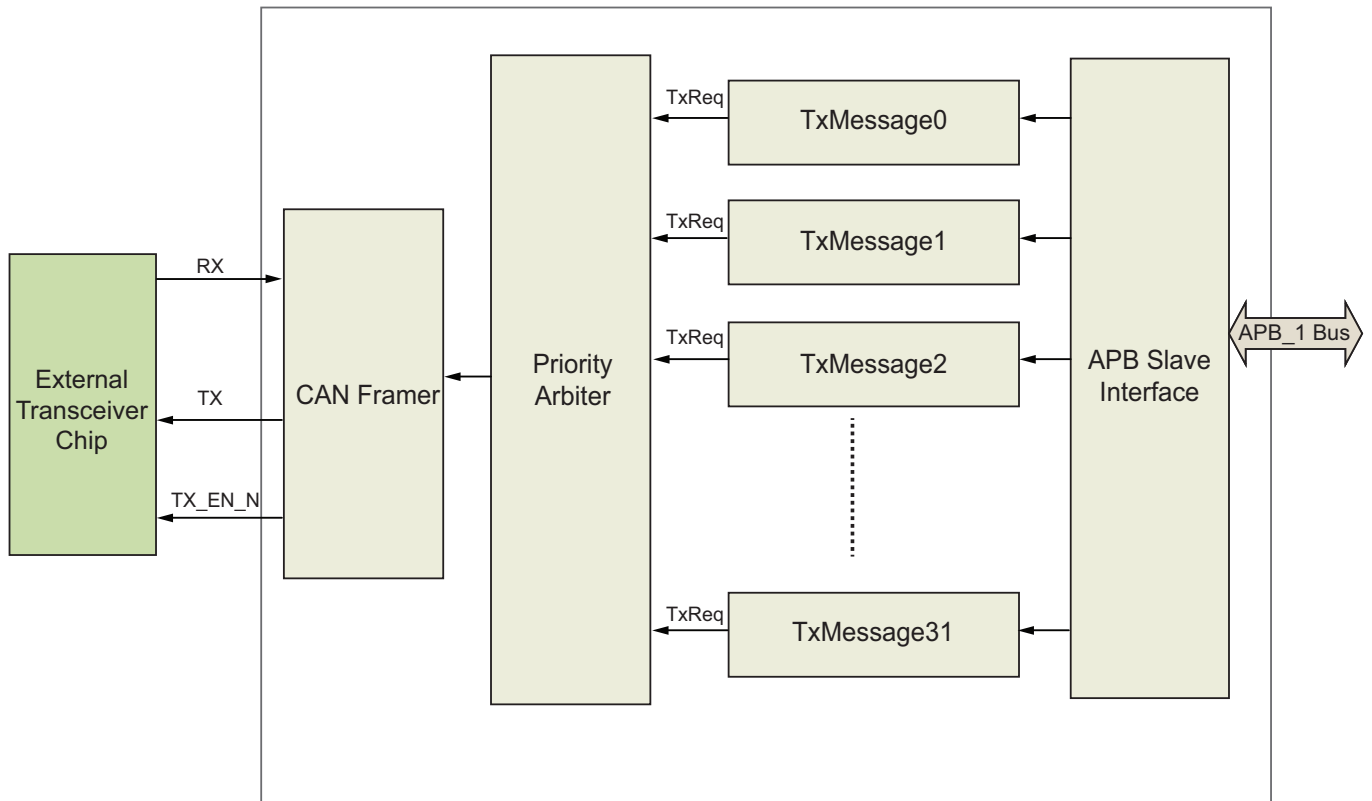 TxReq
TxMessage0
TxReq
TxMessage1
RX
TxReq
TxMessage2
APB_1 Bus
External
Transceiver
Chip
TX
TX_EN_N
CAN Framer
Priority
Arbiter
APB Slave
Interface
TxReq
TxMessage31